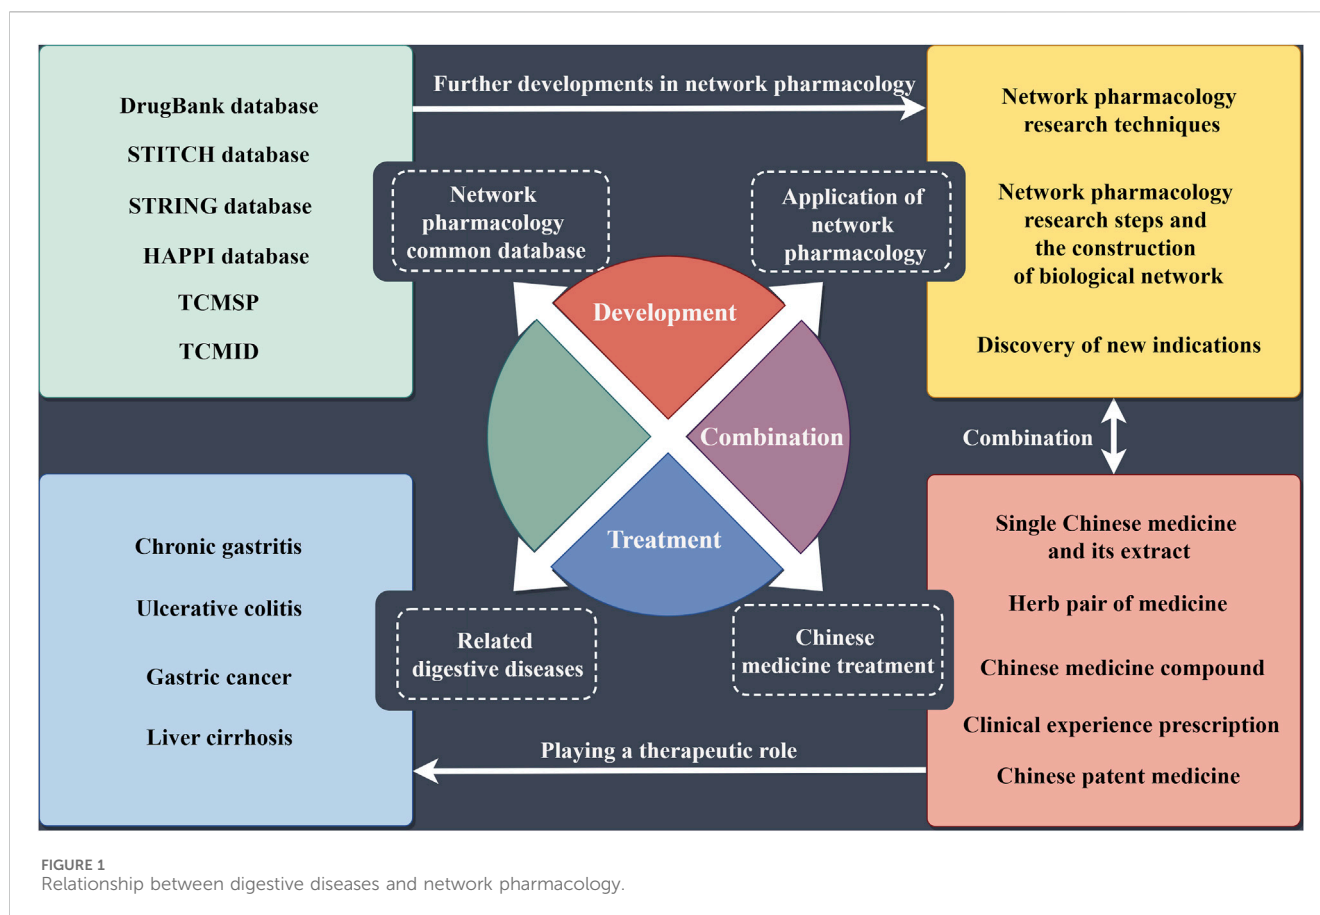 DrugBank database
STITCH database
STRING database
HAPPI database
TCMSP
TCMID
Further developments in network pharmacology
Network pharmacology
research techniques
Network pharmacology
research steps and
the construction
of biological network
Discovery of new indications
Network
pharmacology
common database
Application of
network
pharmacology
Development
Combination
Treatment
Combination
Chronic gastritis
Ulcerative colitis
Gastric cancer
Liver cirrhosis
Related
digestive diseases
Chinese
medicine treatment
Single Chinese medicine
and its extract
Herb pair of medicine
Chinese medicine compound
Clinical experience prescription
Chinese patent medicine
Playing a therapeutic role
FIGURE 1
Relationship between digestive diseases and network pharmacology.